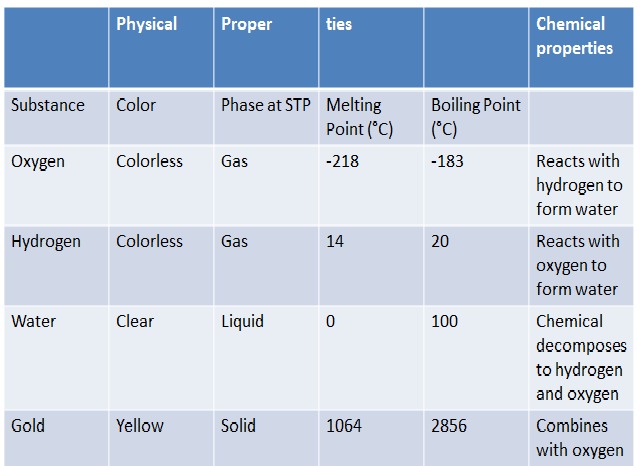 Physical Proper ties Chemical
properties
Substance Color Phase at STP Melting Boiling Point
Point (°C) (°C)
Oxygen Colorless Gas -218 -183 Reacts with
hydrogen to
form water
Hydrogen Colorless Gas 14 20 Reacts with
oxygen to
form water
Water Clear Liquid 0 100 Chemical
decomposes
to hydrogen
and oxygen
Gold Yellow Solid 1064 2856 Combines
with oxygen